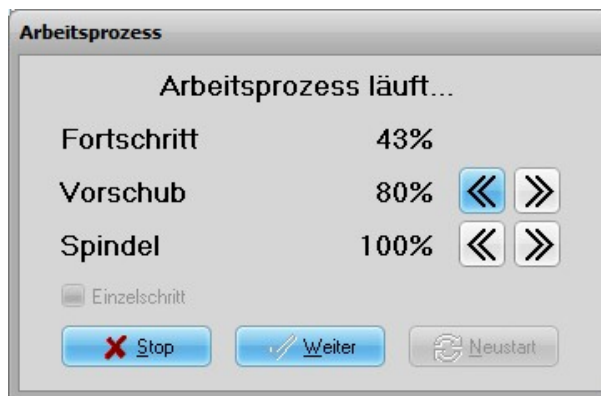 Arbeitsprozess
Arbeitsprozess läuft...
Fortschritt 43%
Vorschub 80%
Spindel 100%
Einzelschritt
Stop Weiter Neustart